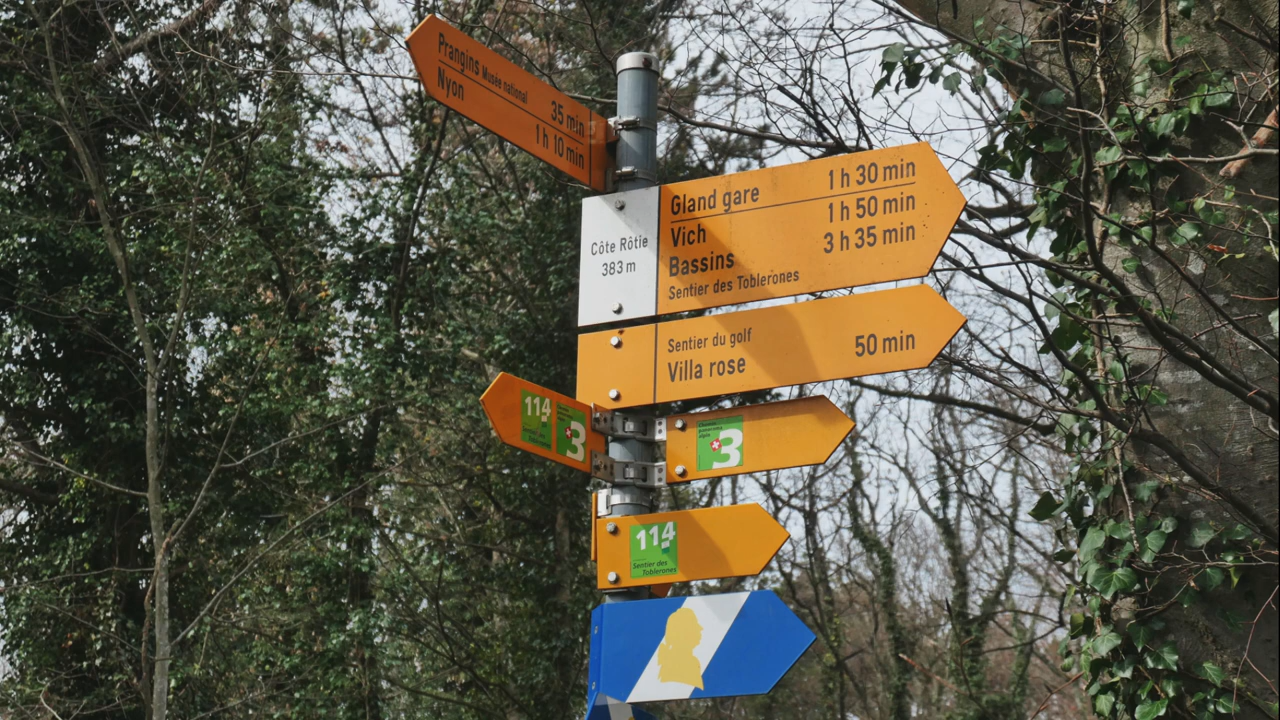 Prangins Musée national 35 min
Nyon 1 h 10 min
Côte Rôtie
383 m
Gland gare 1 h 30 min
Vich 1 h 50 min
Bassins 3 h 35 min
Sentier des Toblerones
Sentier du golf
Villa rose 50 min
114
3
3
114
Sentier des
Toblerones